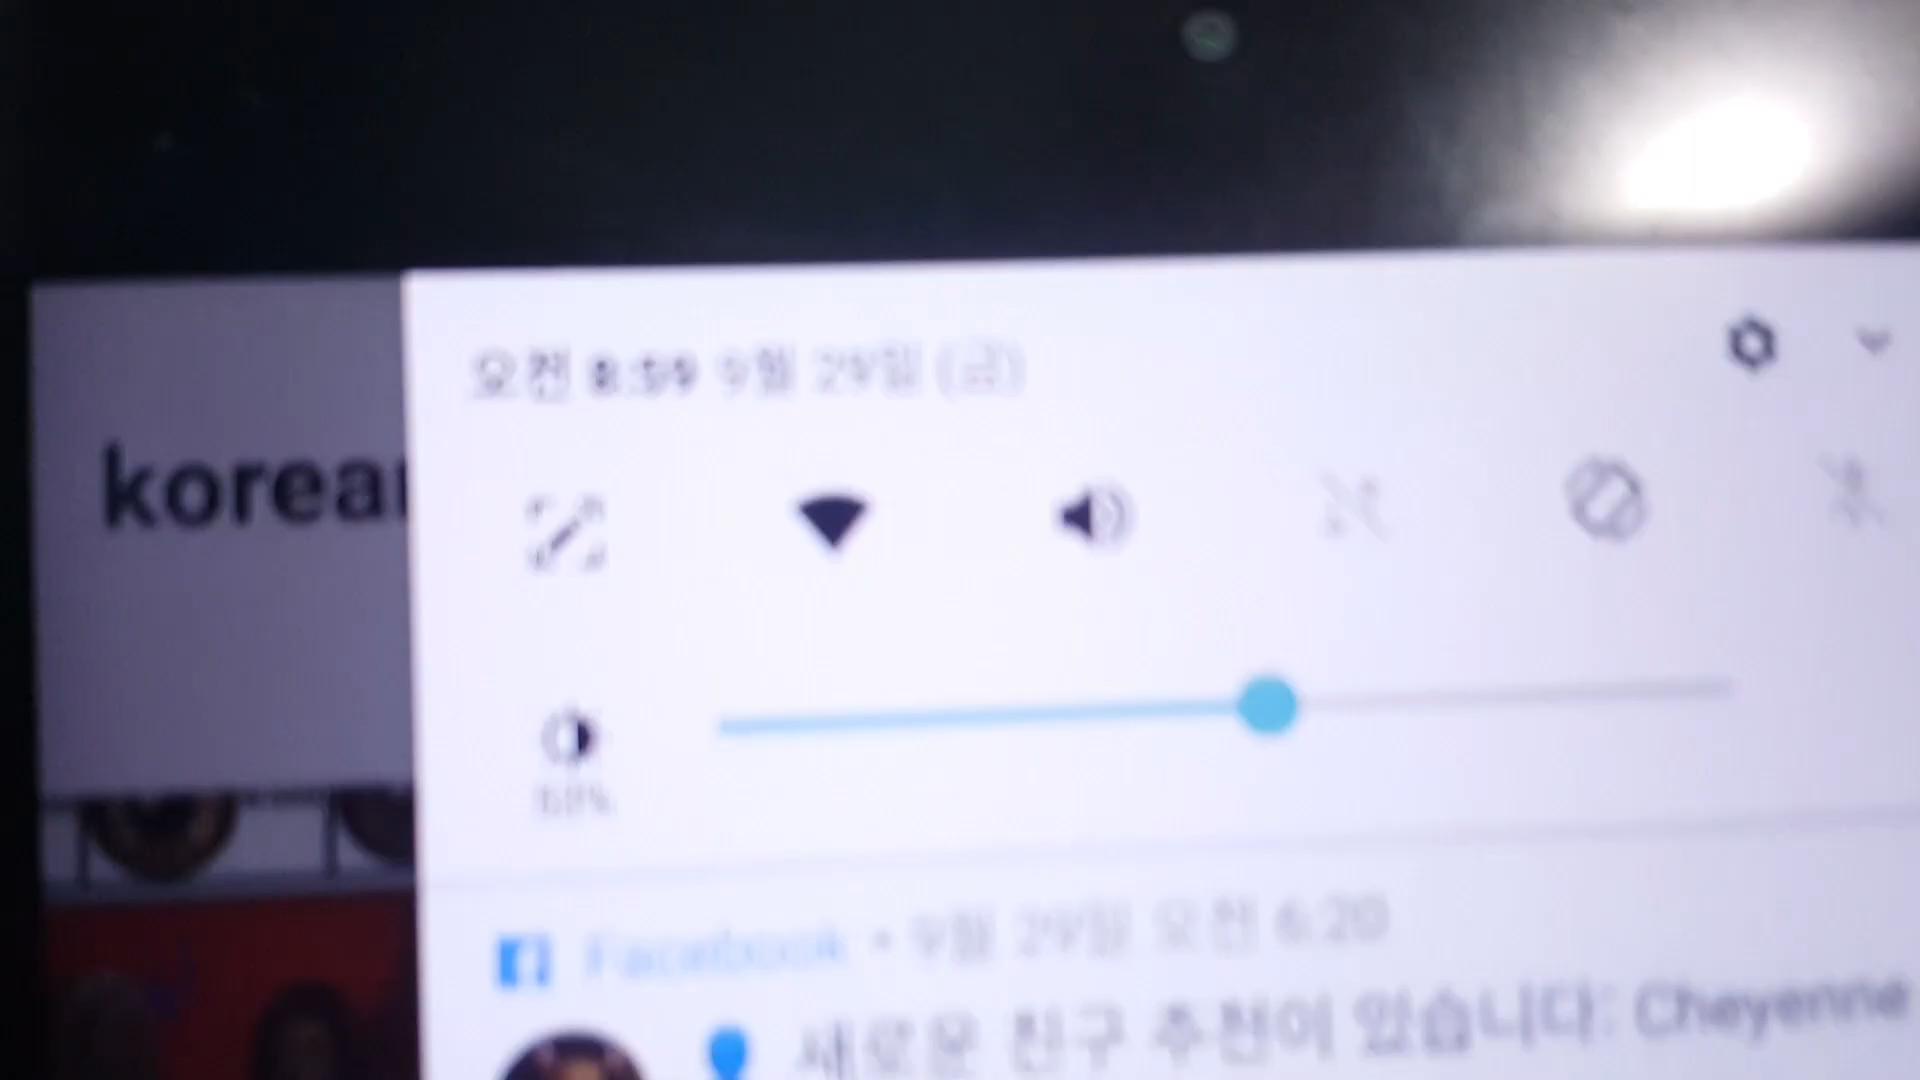 오전 8:59 9월 29일 (금)
korean
Facebook • 9월 29일 오전 6:20
새로운 친구 추천이 있습니다: Cheyenne